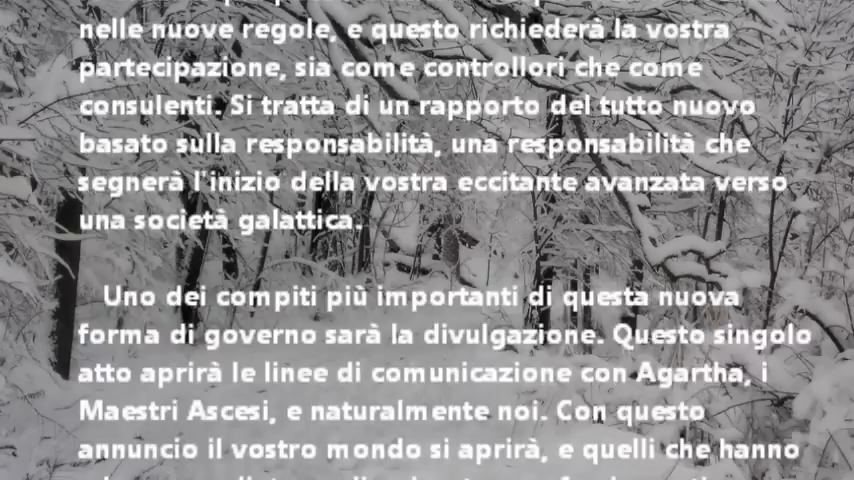 nelle nuove regole, e questo richiederà la vostra
partecipazione, sia come controllori che come
consulenti. Si tratta di un rapporto del tutto nuovo
basato sulla responsabilità, una responsabilità che
segnerà l'inizio della vostra eccitante avanzata verso
una società galattica.
Uno dei compiti più importanti di questa nuova
forma di governo sarà la divulgazione. Questo singolo
atto aprirà le linee di comunicazione con Agartha, i
Maestri Ascesi, e naturalmente noi. Con questo
annuncio il vostro mondo si aprirà, e quelli che hanno